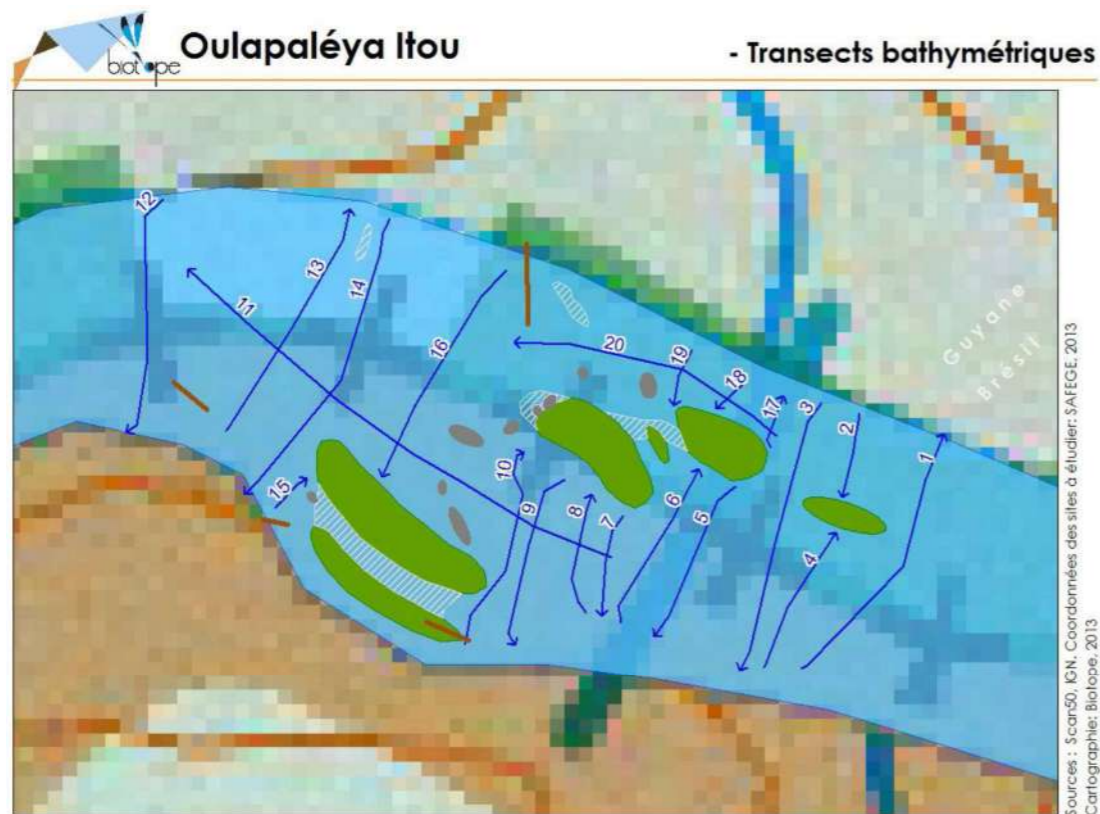 biotope
Oulapaléya Itou
- Transects bathymétriques
12
13
14
11
16
20
19
18
17
3
2
1
15
10
9
8
7
6
5
4
Guyane
Brésil
Sources : Scan50, IGN, Coordonnées des sites à étudier: SAFEGE, 2013
Cartographie: Biotope, 2013